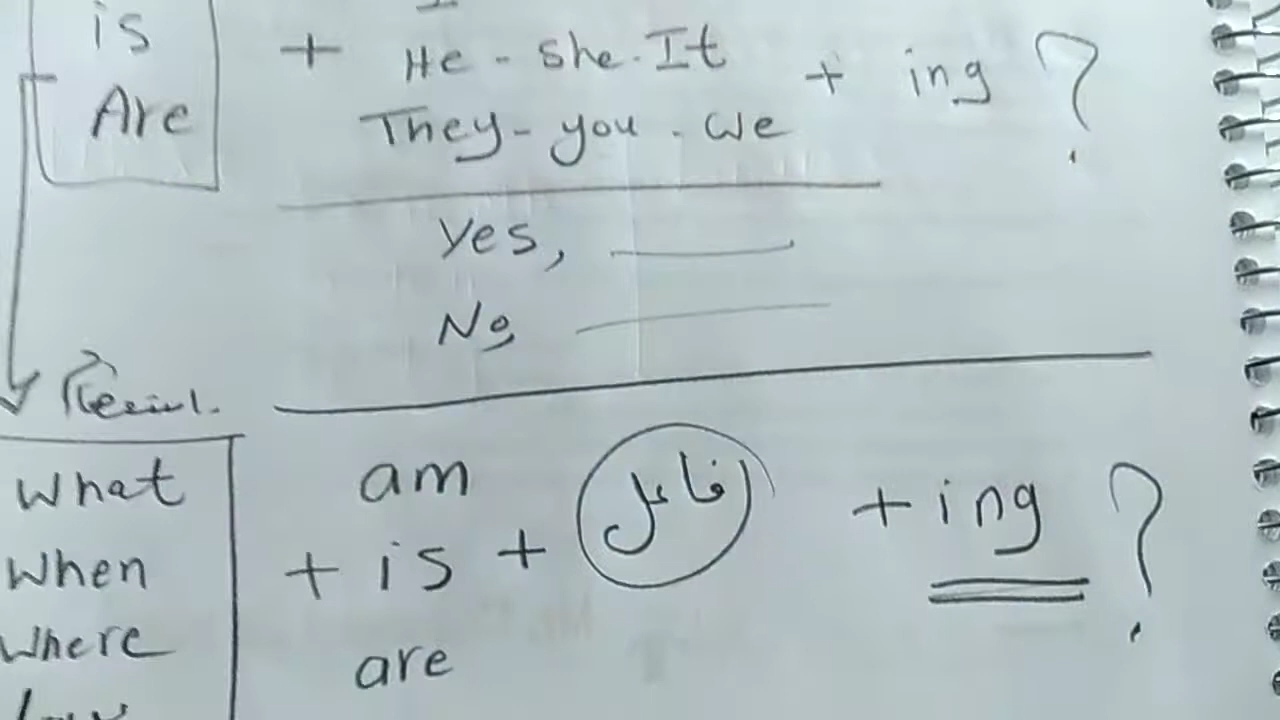 is
+ He - she. It + ing ?
Are They - you - we
Yes,
No,
What am
+ is + فاعل + ing ?
When
Where are